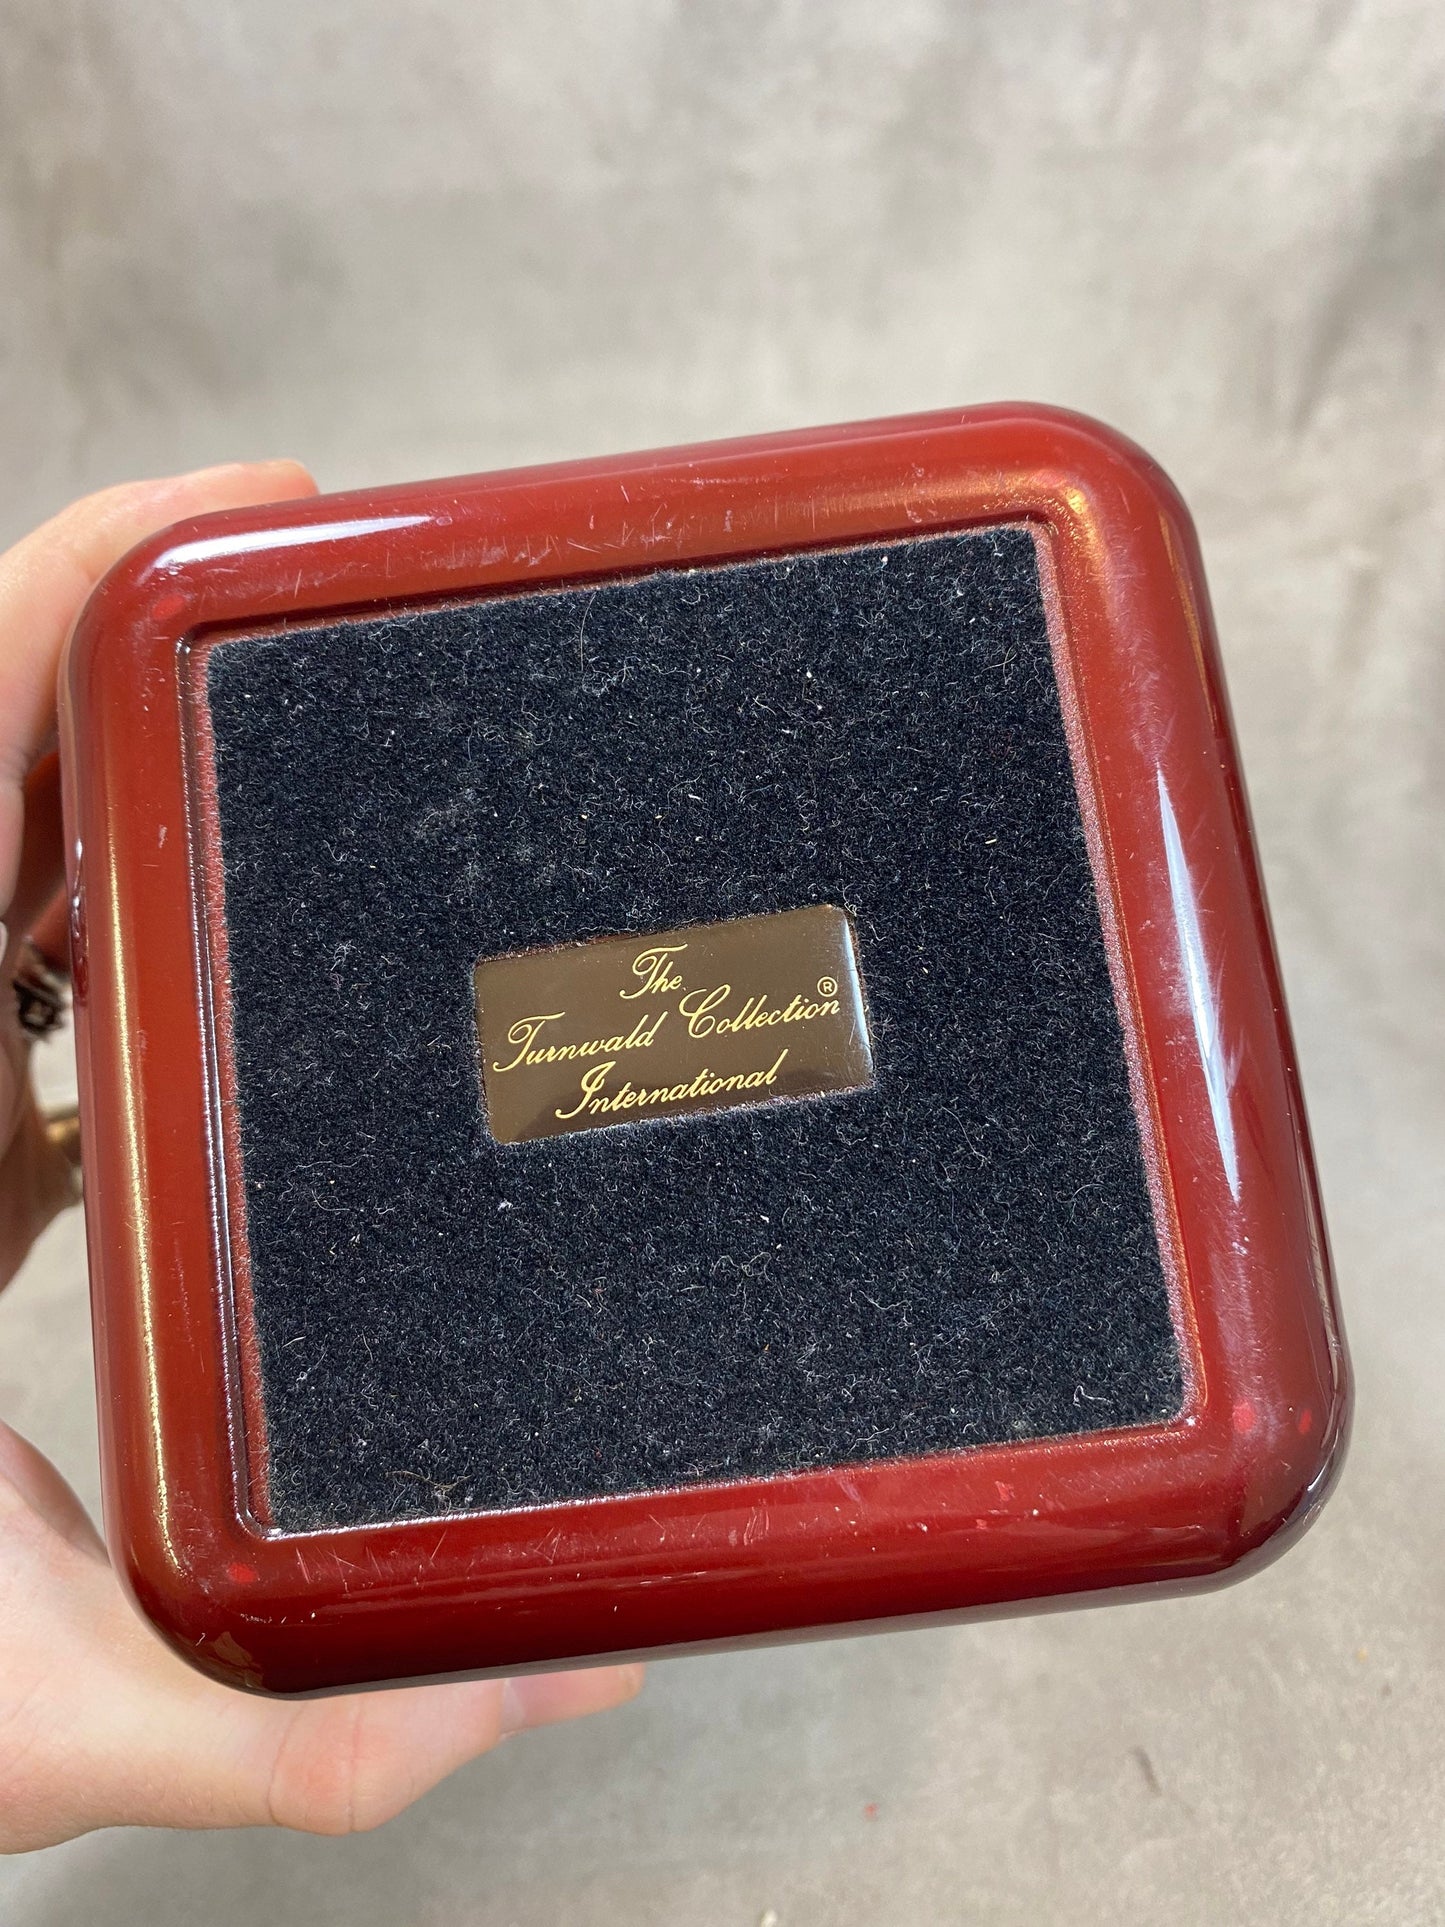 The
Turnwald Collection®
International